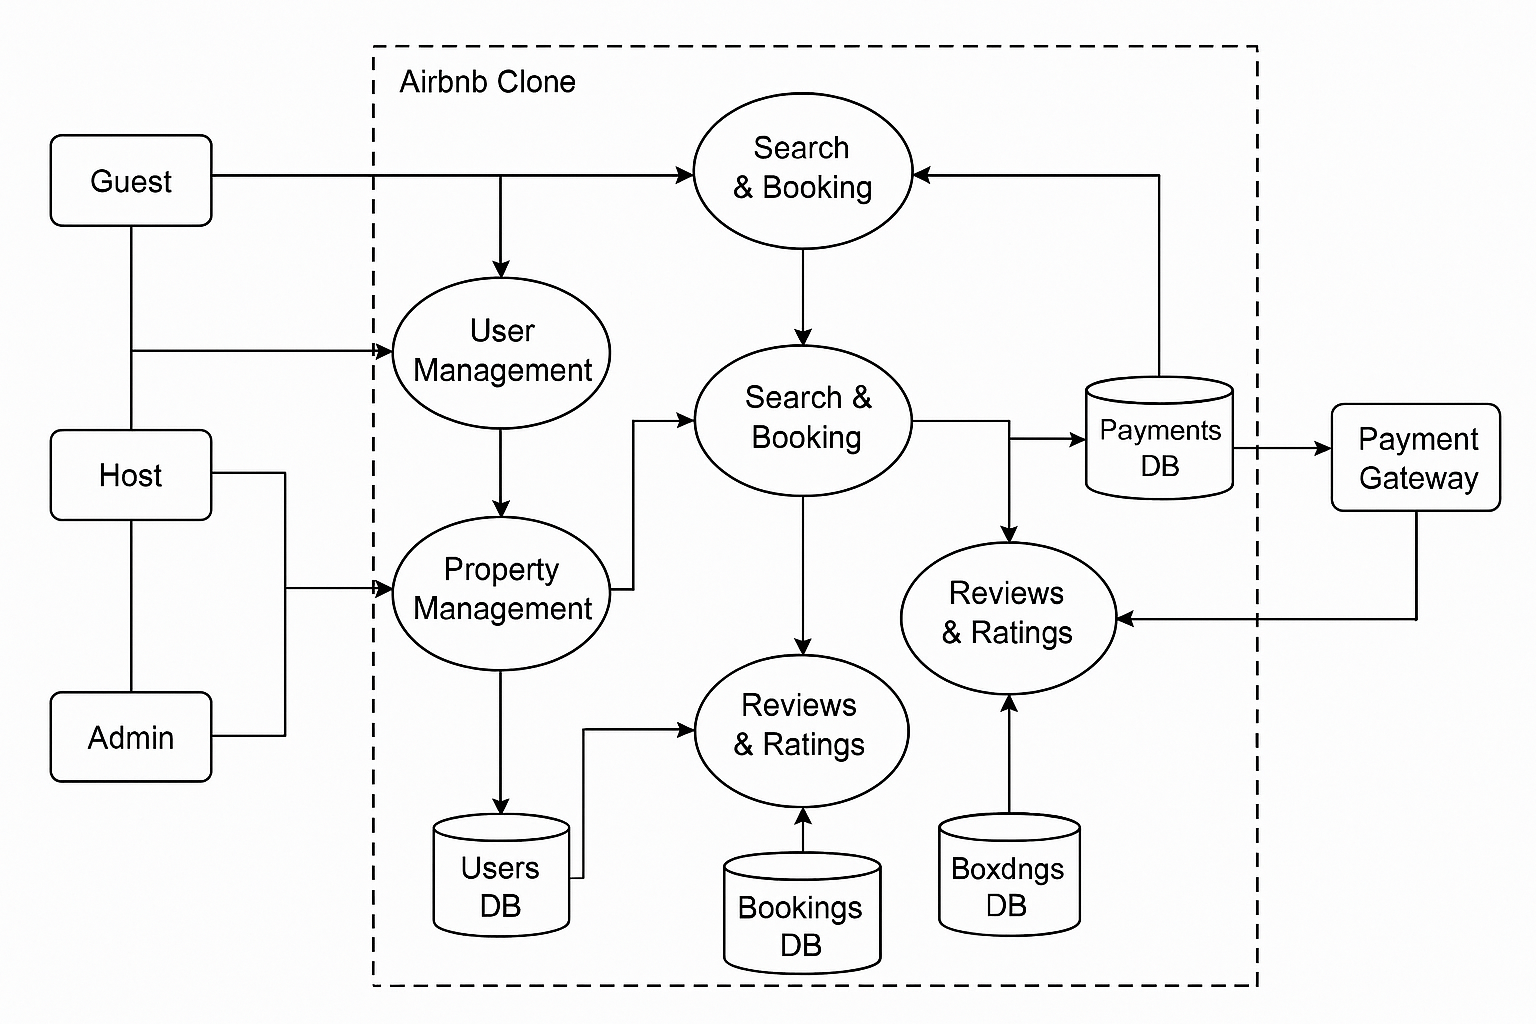 Airbnb Clone
Guest
Search
& Booking
User
Management
Host
Search &
Booking
Payments
DB
Payment
Gateway
Property
Management
Reviews
& Ratings
Admin
Reviews
& Ratings
Users
DB
Bookings
DB
Boxdngs
DB